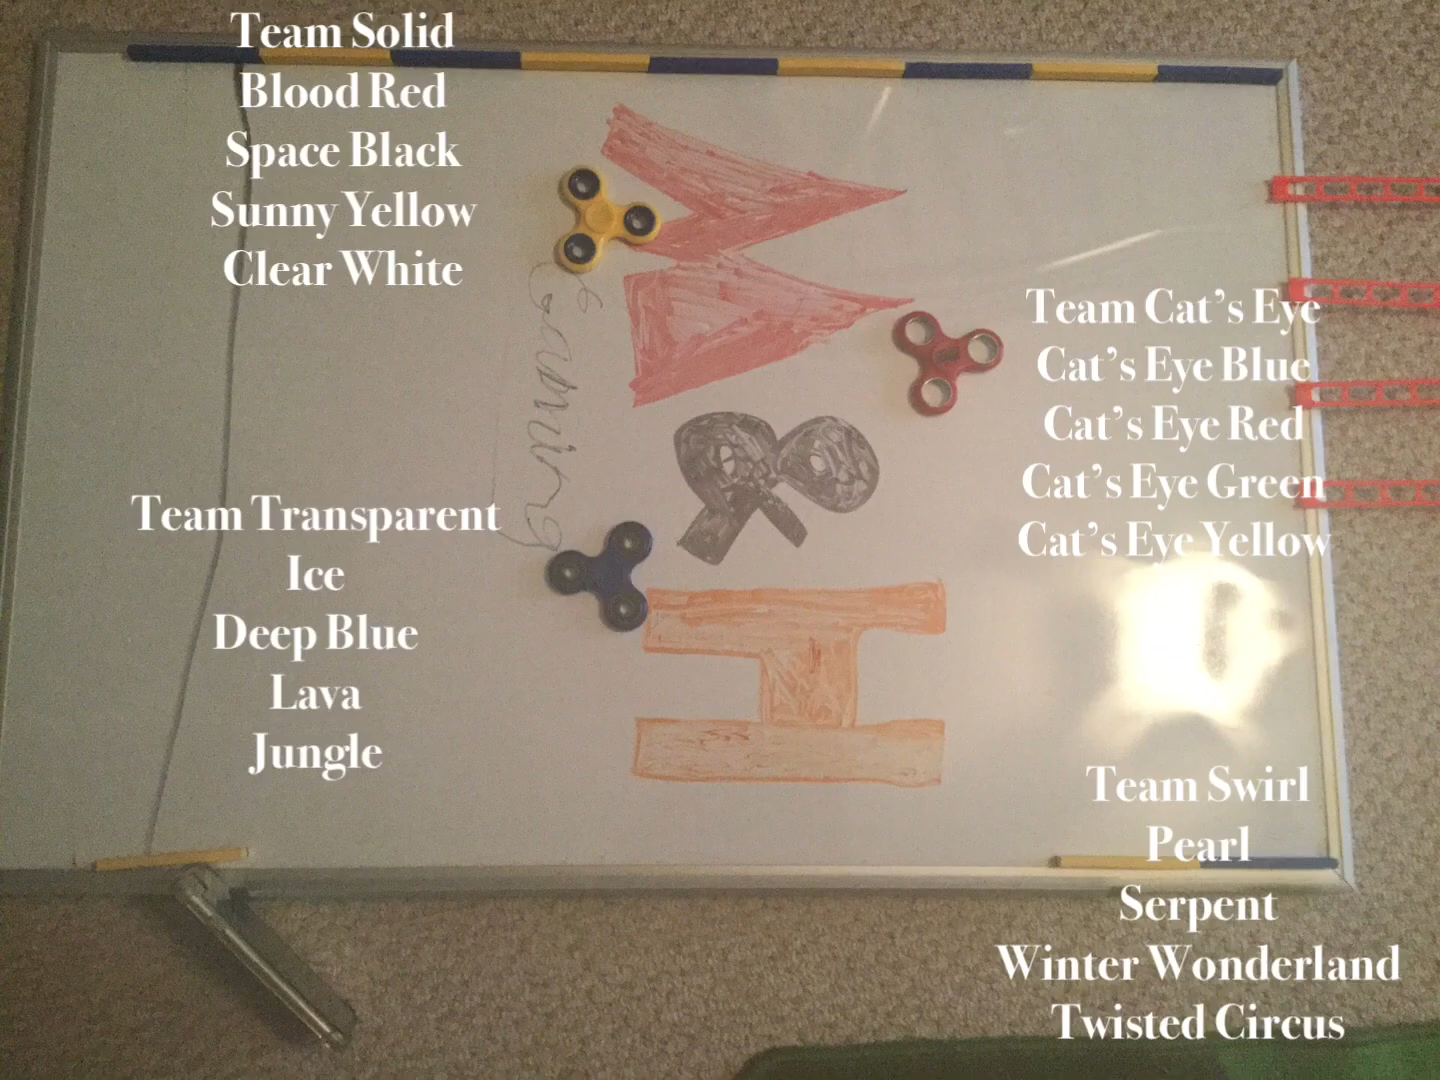 Team Solid
Blood Red
Space Black
Sunny Yellow
Clear White
Team Cat's Eye
Cat's Eye Blue
Cat's Eye Red
Cat's Eye Green
Cat's Eye Yellow
Team Transparent
Ice
Deep Blue
Lava
Jungle
Team Swirl
Pearl
Serpent
Winter Wonderland
Twisted Circus
Gaming